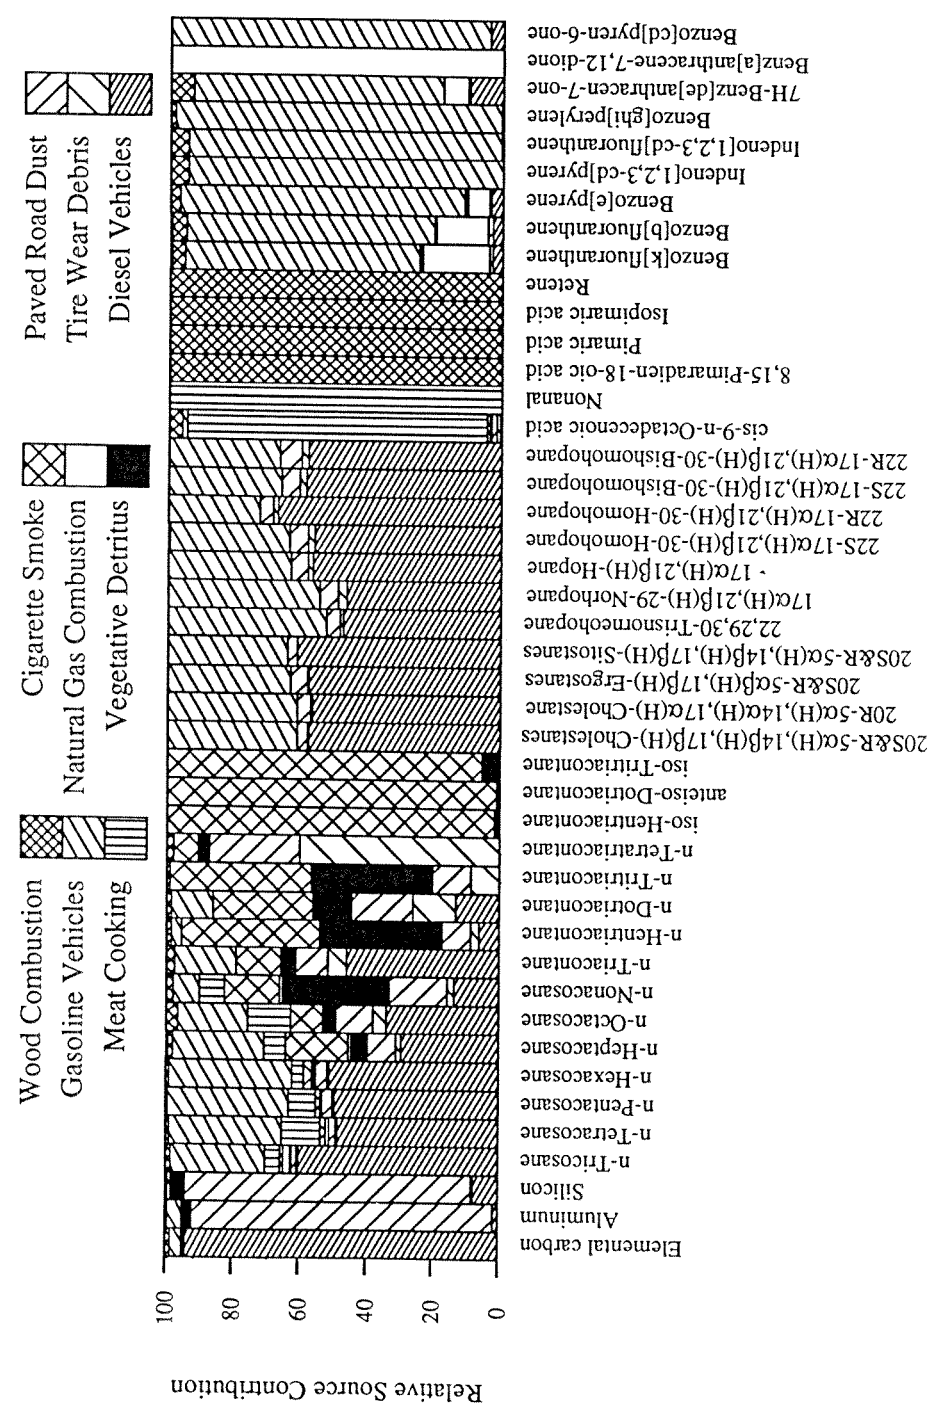 Wood Combustion
Gasoline Vehicles
Meat Cooking
Cigarette Smoke
Natural Gas Combustion
Vegetative Detritus
Paved Road Dust
Tire Wear Debris
Diesel Vehicles
Relative Source Contribution
100
80
60
40
20
0
Elemental carbon
Aluminum
Silicon
n-Tricosane
n-Tetracosane
n-Pentacosane
n-Hexacosane
n-Heptacosane
n-Octacosane
n-Nonacosane
n-Triacontane
n-Hentriacontane
n-Dotriacontane
n-Tritriacontane
n-Tetratriacontane
iso-Hentriacontane
anteiso-Dotriacontane
iso-Tritriacontane
20S&R-5α(H),14β(H),17β(H)-Cholestanes
20R-5α(H),14α(H),17α(H)-Cholestane
20S&R-5αβ(H),17β(H)-Ergostanes
20S&R-5α(H),14β(H),17β(H)-Sitostanes
22,29,30-Trisnorneohopane
17α(H),21β(H)-29-Norhopane
17α(H),21β(H)-Hopane
22S-17α(H),21β(H)-30-Homohopane
22R-17α(H),21β(H)-30-Homohopane
22S-17α(H),21β(H)-30-Bishomohopane
22R-17α(H),21β(H)-30-Bishomohopane
cis-9-n-Octadecenoic acid
Nonanal
8,15-Pimaradien-18-oic acid
Pimaric acid
Isopimaric acid
Retene
Benzo[k]fluoranthene
Benzo[b]fluoranthene
Benzo[e]pyrene
Indeno[1,2,3-cd]pyrene
Indeno[1,2,3-cd]fluoranthene
Benzo[ghi]perylene
7H-Benz[de]anthracen-7-one
Benz[a]anthracene-7,12-dione
Benzo[cd]pyren-6-one